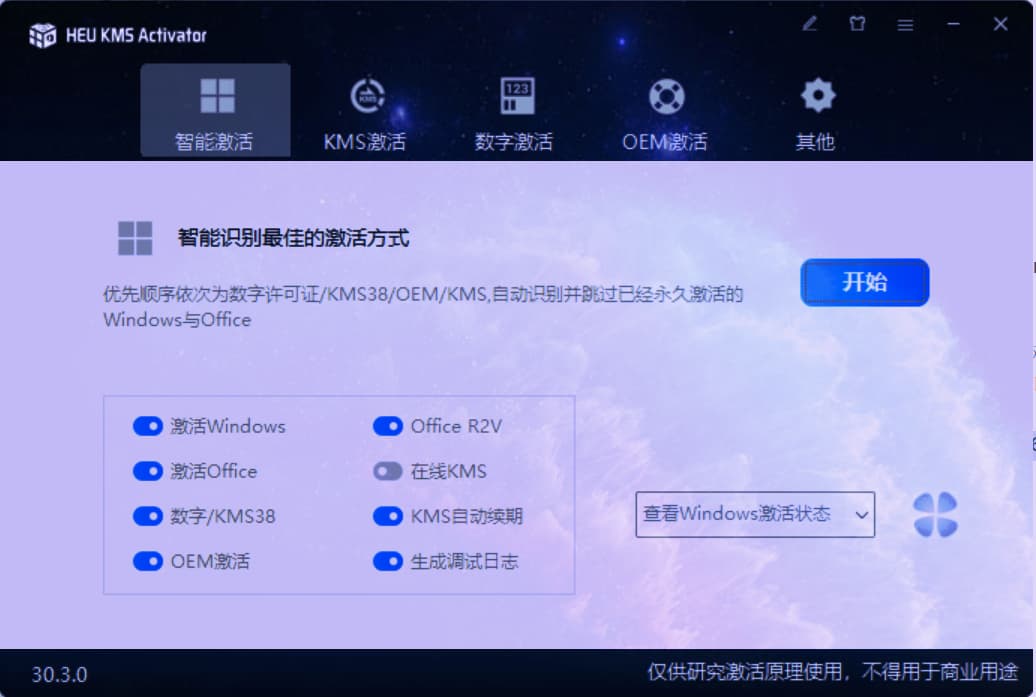 HEU KMS Activator
智能激活
KMS激活
数字激活
OEM激活
其他
智能识别最佳的激活方式
优先顺序依次为数字许可证/KMS38/OEM/KMS,自动识别并跳过已经永久激活的
Windows与Office
开始
激活Windows
Office R2V
激活Office
在线KMS
数字/KMS38
KMS自动续期
OEM激活
生成调试日志
查看Windows激活状态
30.3.0
仅供研究激活原理使用，不得用于商业用途